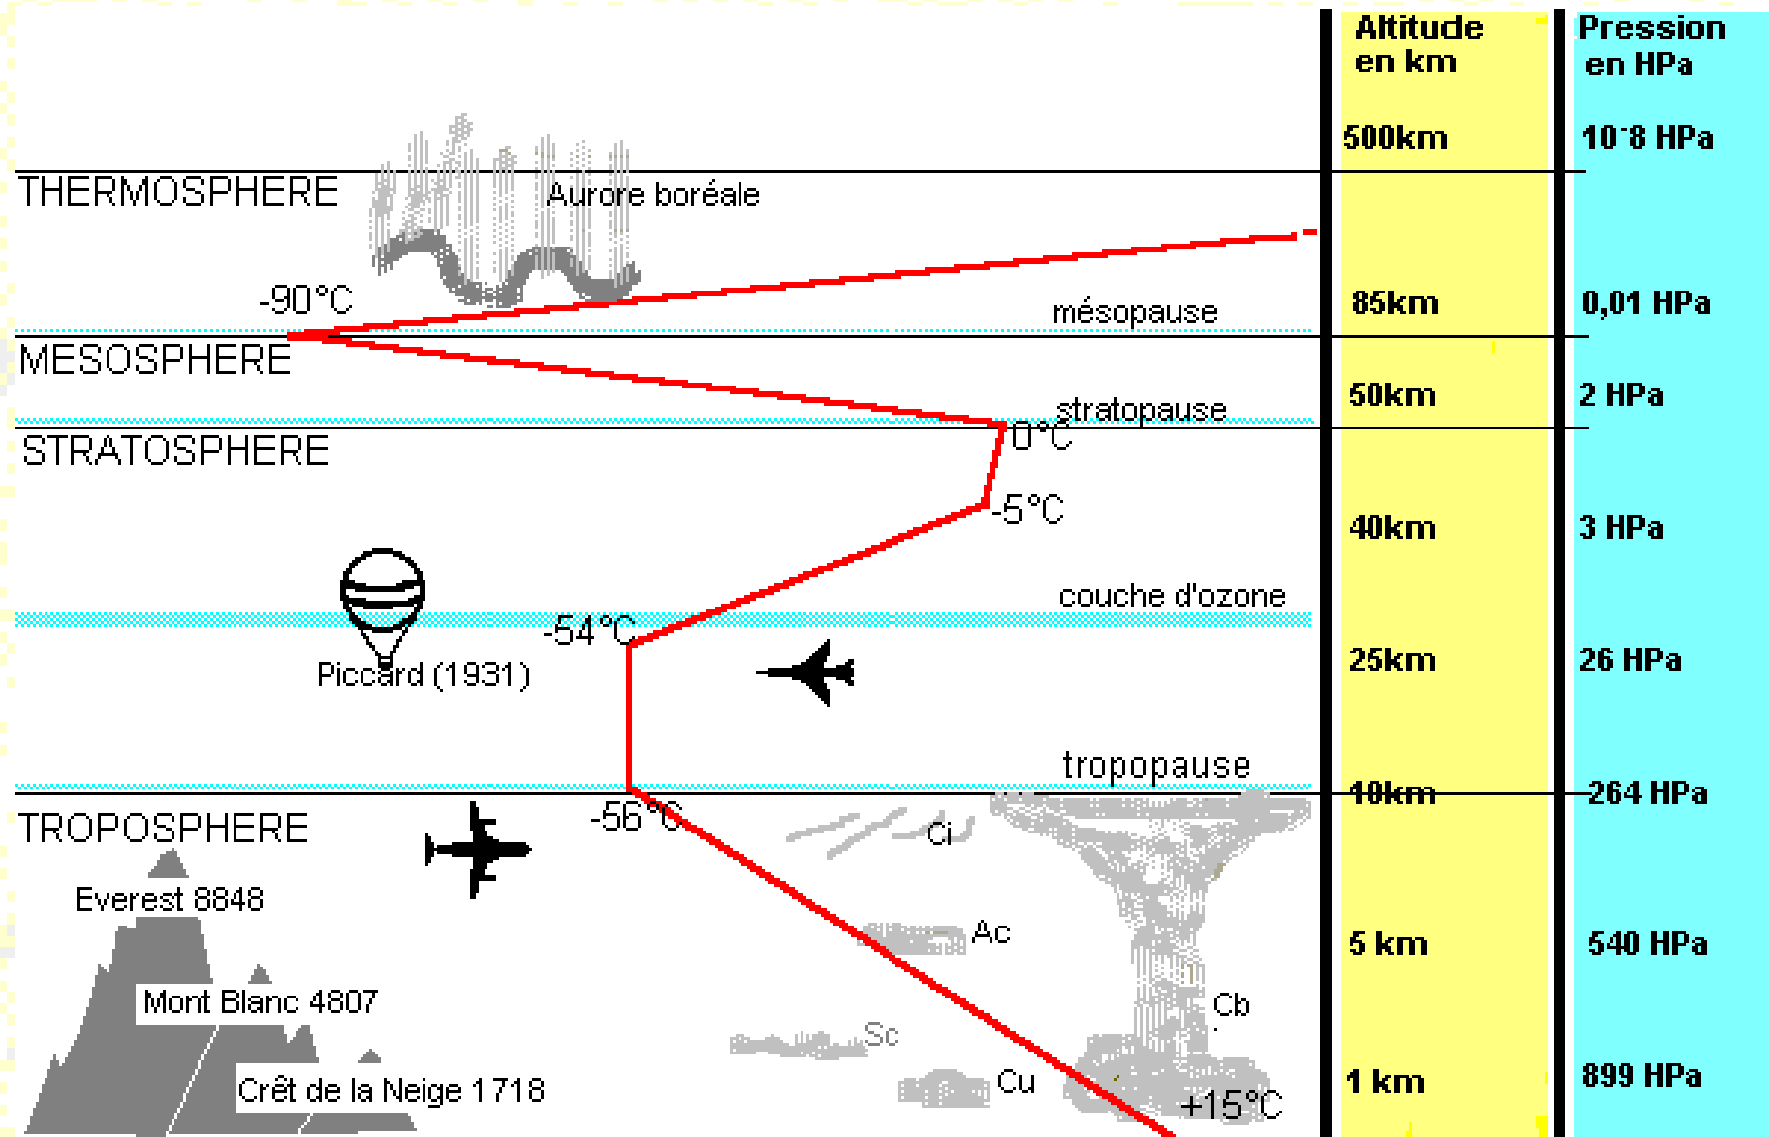 Altitude
en km
Pression
en HPa
500km
10-8 HPa
THERMOSPHERE
Aurore boréale
-90°C
mésopause
85km
0,01 HPa
MESOSPHERE
stratopause
50km
2 HPa
0°C
STRATOSPHERE
-5°C
40km
3 HPa
couche d'ozone
-54°C
Piccard (1931)
25km
26 HPa
tropopause
10km
264 HPa
-56°C
TROPOSPHERE
Ci
Everest 8848
Ac
5 km
540 HPa
Mont Blanc 4807
Cb
Sc
Cu
Crêt de la Neige 1718
+15°C
1 km
899 HPa